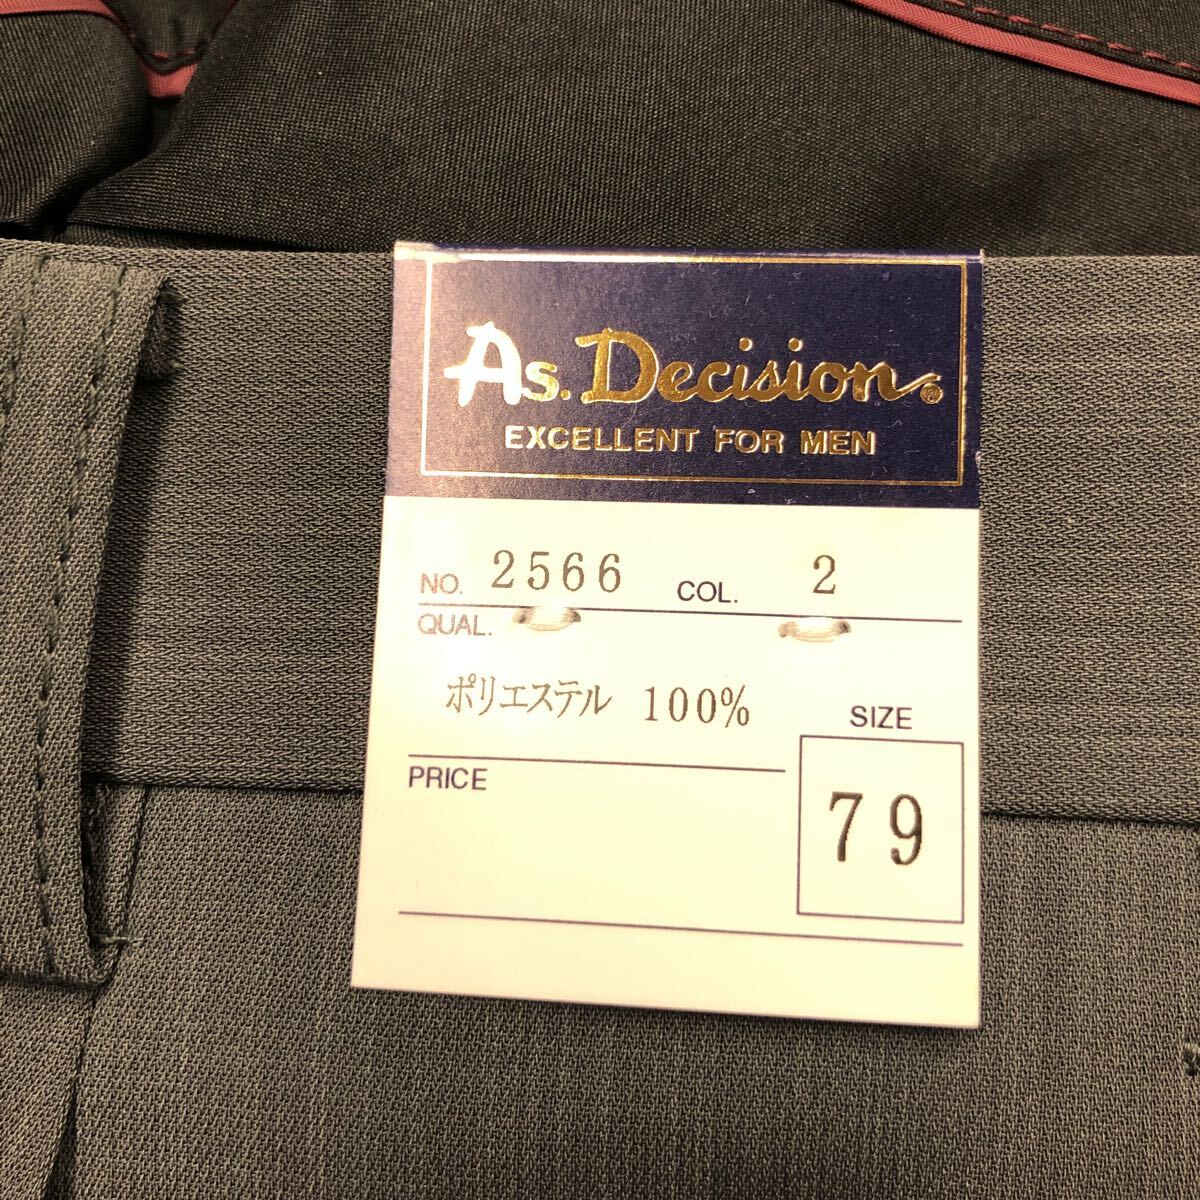 As. Decision®
EXCELLENT FOR MEN
NO. 2566 COL. 2
QUAL.
ポリエステル 100%
SIZE
PRICE
79